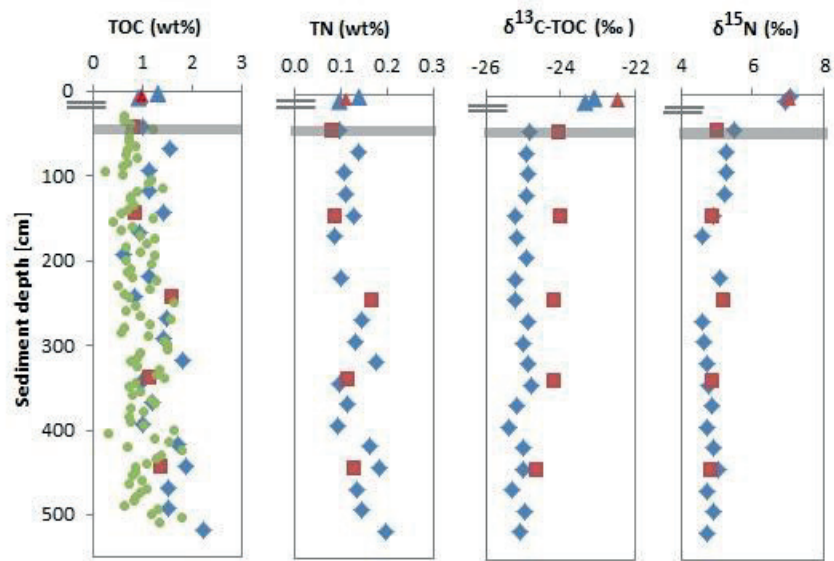 TOC (wt%) TN (wt%) δ¹³C-TOC (‰) δ¹⁵N (‰)
0 1 2 3 0.0 0.1 0.2 0.3 -26 -24 -22 4 6 8
Sediment depth [cm]
0
100
200
300
400
500